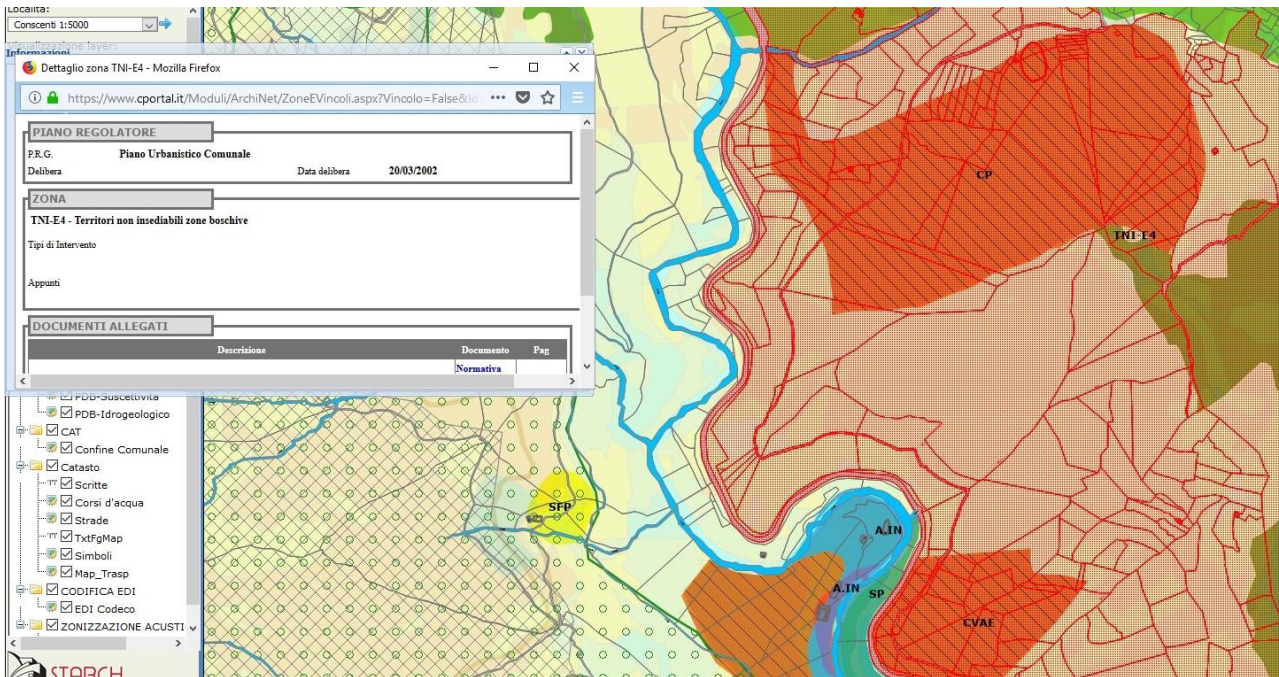 Località:
Conscenti 1:5000
Visualizzazione layer:
Informazioni
Dettaglio zona TNI-E4 - Mozilla Firefox
https://www.cportal.it/Moduli/ArchiNet/ZoneEVincoli.aspx?Vincolo=False&Id
PIANO REGOLATORE
P.R.G. Piano Urbanistico Comunale
Delibera Data delibera 20/03/2002
ZONA
TNI-E4 - Territori non insediabili zone boschive
Tipi di Intervento
Appunti
DOCUMENTI ALLEGATI
Descrizione Documento Pag
Normativa
PDB-Suscettività
PDB-Idrogeologico
CAT
Confine Comunale
Catasto
Scritte
Corsi d'acqua
Strade
TxtFgMap
Simboli
Map_Trasp
CODIFICA EDI
EDI Codeco
ZONIZZAZIONE ACUSTI
STARCH
CP
TNI-E4
SFP
A.IN
A.IN
SP
CVAE